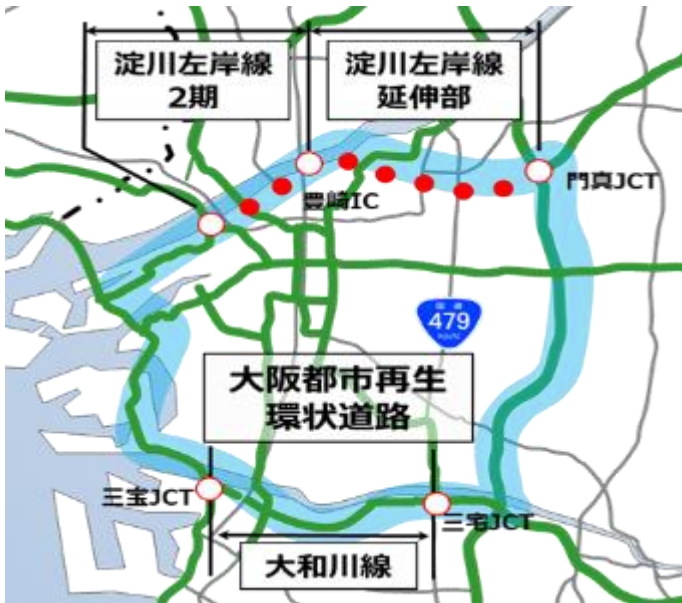 淀川左岸線
2期
淀川左岸線
延伸部
豊崎IC
門真JCT
479
大阪都市再生
環状道路
三宝JCT
三宅JCT
大和川線